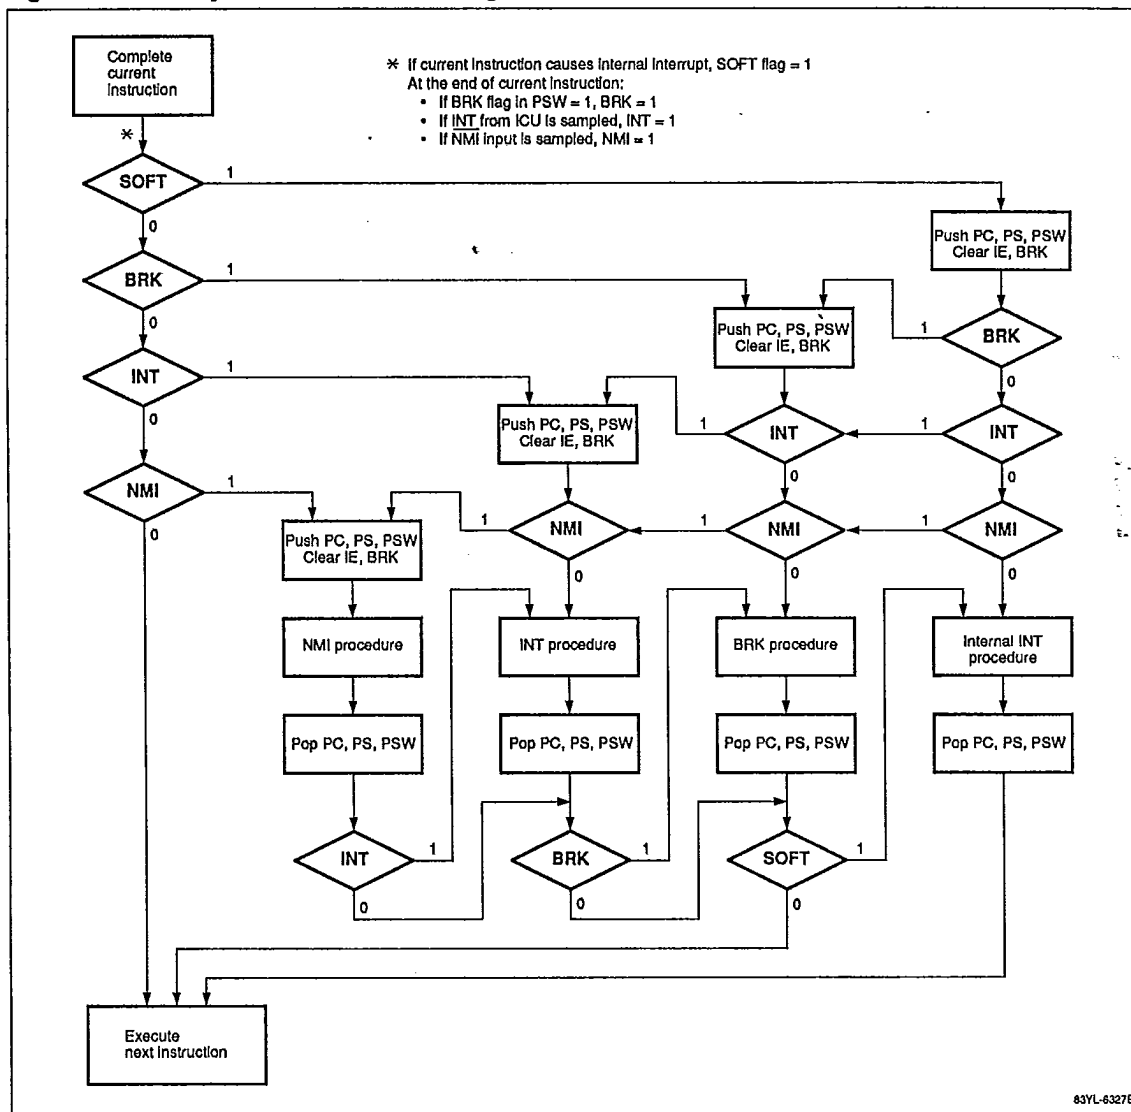 Complete
current
instruction
* If current instruction causes internal interrupt, SOFT flag = 1
At the end of current instruction:
• If BRK flag in PSW = 1, BRK = 1
• If INT from ICU is sampled, INT = 1
• If NMI input is sampled, NMI = 1
*
SOFT
1
0
Push PC, PS, PSW
Clear IE, BRK
BRK
1
0
Push PC, PS, PSW
Clear IE, BRK
1
BRK
0
INT
1
0
Push PC, PS, PSW
Clear IE, BRK
1
INT
0
1
INT
0
NMI
1
0
Push PC, PS, PSW
Clear IE, BRK
1
NMI
0
1
NMI
0
1
NMI
0
NMI procedure
INT procedure
BRK procedure
Internal INT
procedure
Pop PC, PS, PSW
Pop PC, PS, PSW
Pop PC, PS, PSW
Pop PC, PS, PSW
INT
1
0
BRK
1
0
SOFT
1
0
Execute
next instruction